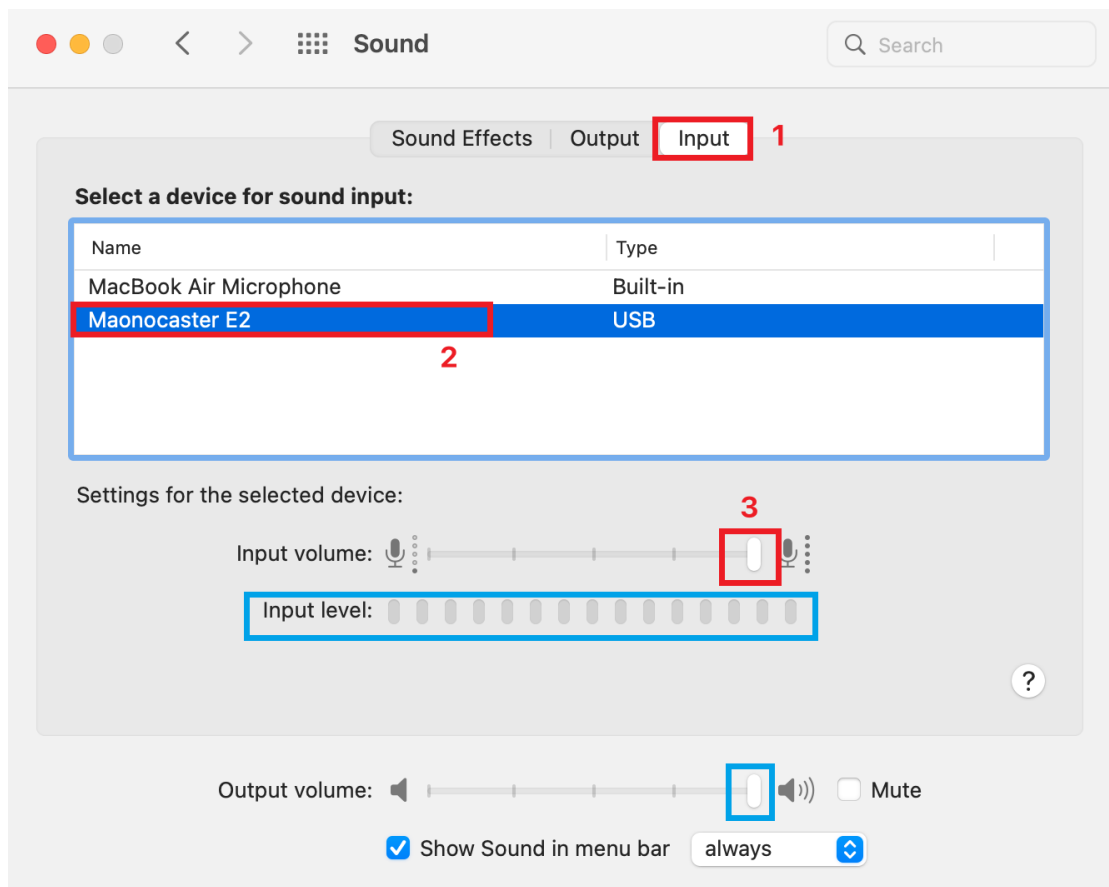 Sound
Search
Sound Effects Output Input 1
Select a device for sound input:
Name Type
MacBook Air Microphone Built-in
Maonocaster E2 USB
2
Settings for the selected device:
3
Input volume:
Input level:
?
Output volume: Mute
Show Sound in menu bar always